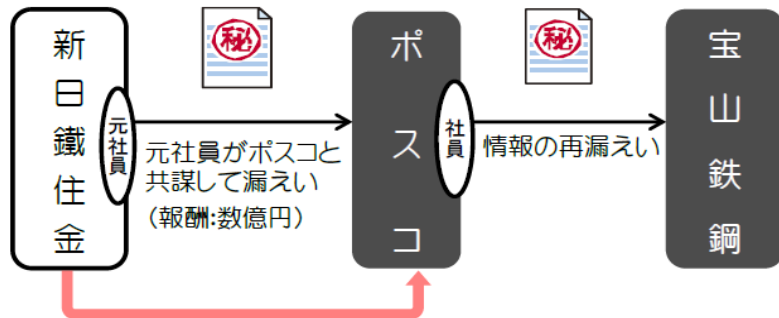 新日鐵住金
元社員
㊙
元社員がポスコと
共謀して漏えい
（報酬:数億円）
ポスコ
社員
㊙
情報の再漏えい
宝山鉄鋼